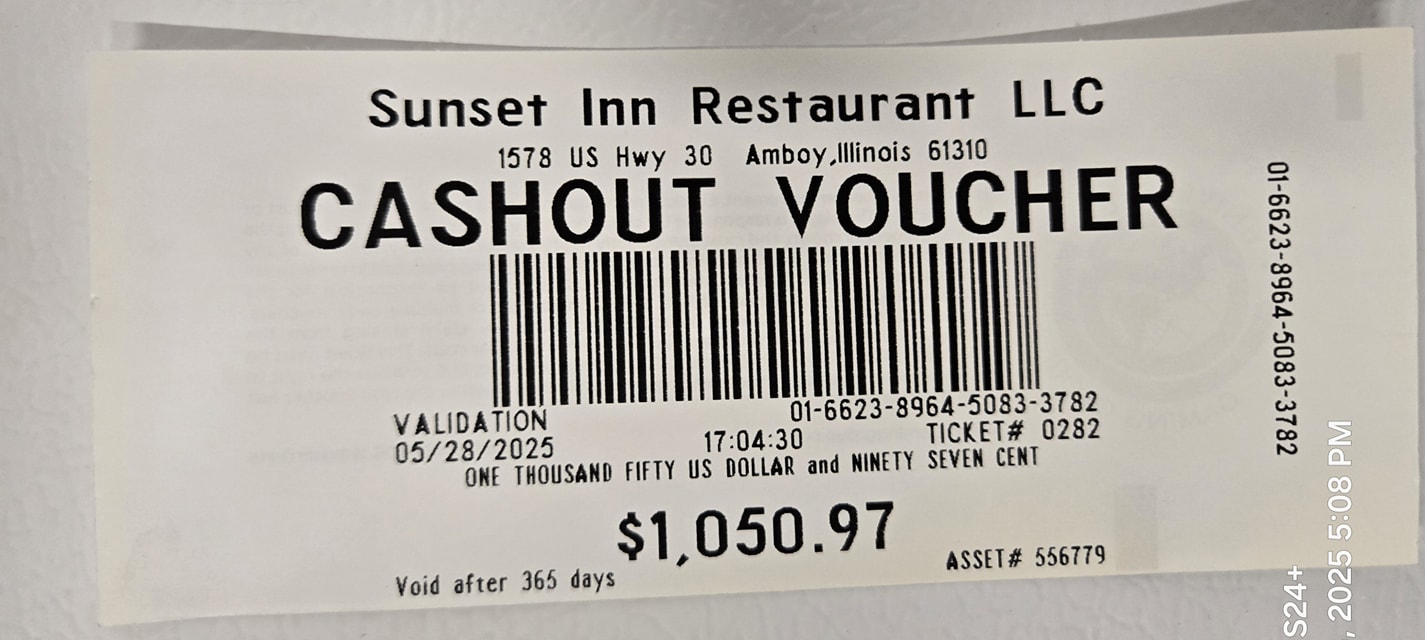 Sunset Inn Restaurant LLC
1578 US Hwy 30 Amboy,Illinois 61310
CASHOUT VOUCHER
01-6623-8964-5083-3782
VALIDATION 01-6623-8964-5083-3782
05/28/2025 17:04:30 TICKET# 0282
ONE THOUSAND FIFTY US DOLLAR and NINETY SEVEN CENT
$1,050.97
Void after 365 days ASSET# 556779
S24+
, 2025 5:08 PM